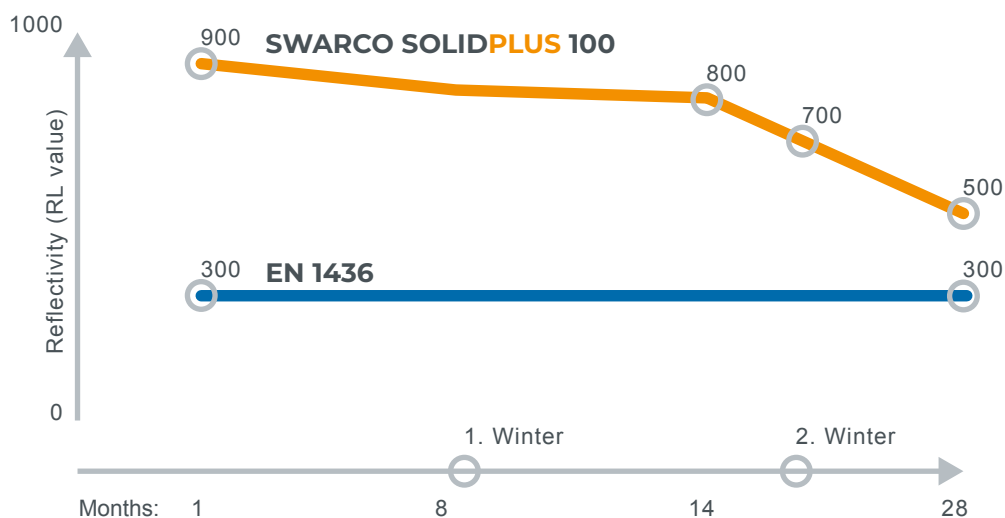 1000
900
SWARCO SOLIDPLUS 100
800
700
500
Reflectivity (RL value)
300
EN 1436
300
0
1. Winter
2. Winter
Months: 1 8 14 28